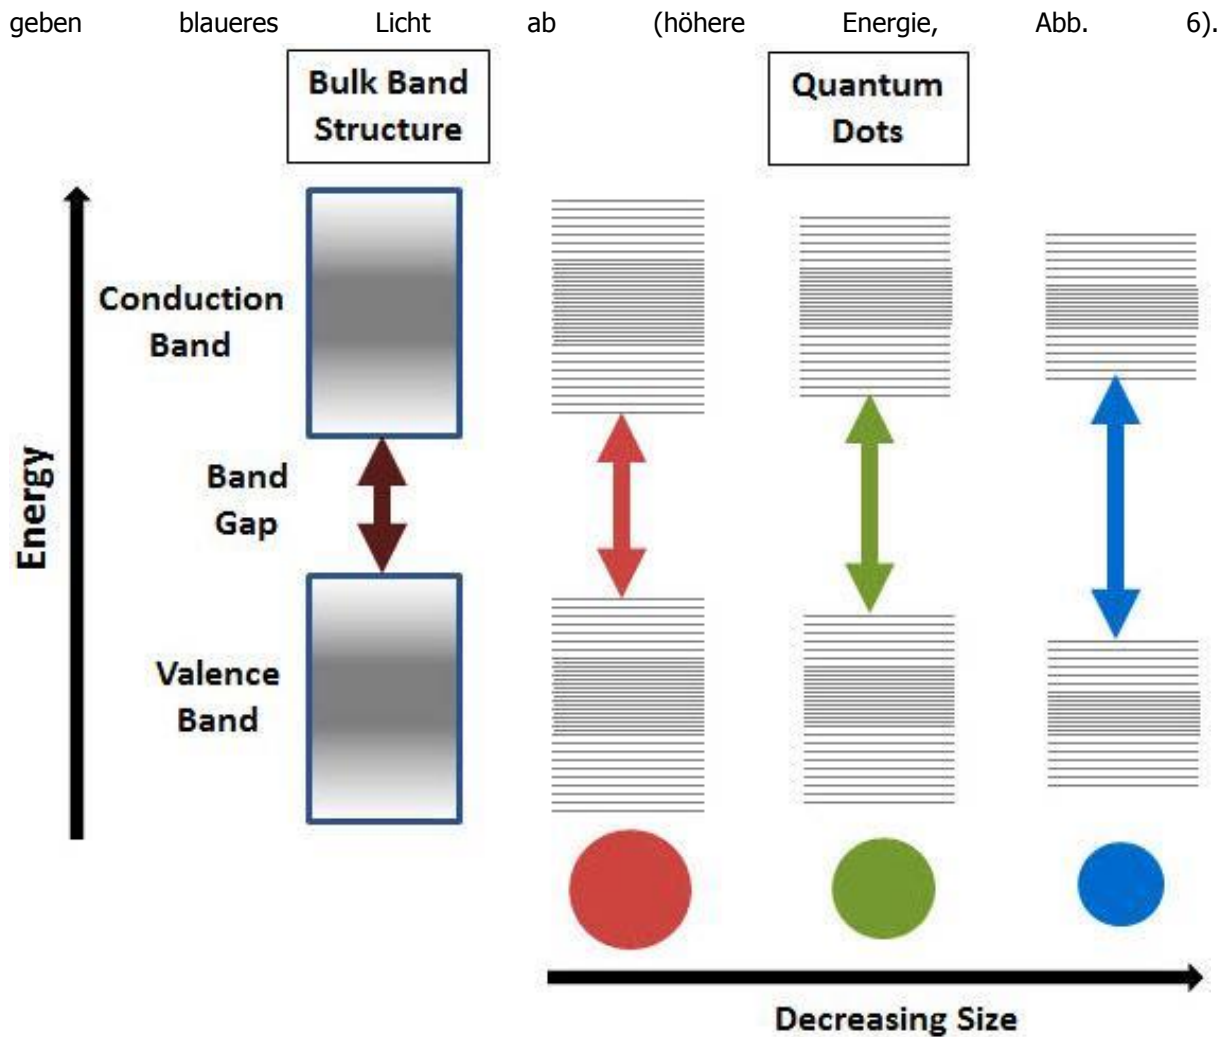 geben blaueres Licht ab (höhere Energie, Abb. 6).
Bulk Band
Structure
Quantum
Dots
Conduction
Band
Band
Gap
Energy
Valence
Band
Decreasing Size